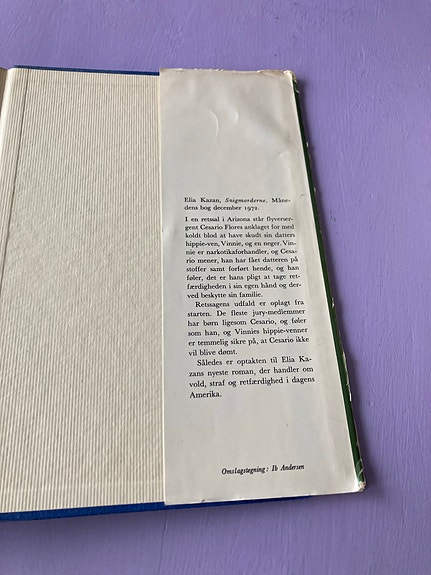 Elia Kazan, Snigmorderne. Måne-
dens bog december 1972.
I en retssal i Arizona står flyverser-
gent Cesario Flores anklaget for med
koldt blod at have skudt sin datters
hippie-ven, Vinnie, og en neger. Vin-
nie er narkotikaforhandler, og Cesa-
rio mener, han har fået datteren på
stoffer samt forført hende, og han
føler, det er hans pligt at tage ret-
færdigheden i sin egen hånd og der-
ved beskytte sin familie.
Retssagens udfald er oplagt fra
starten. De fleste jury-medlemmer
har børn ligesom Cesario, og føler
som han, og Vinnies hippie-venner
er temmelig sikre på, at Cesario ikke
vil blive dømt.
Således er optakten til Elia Ka-
zans nyeste roman, der handler om
vold, straf og retfærdighed i dagens
Amerika.
Omslagstegning: Ib Andersen